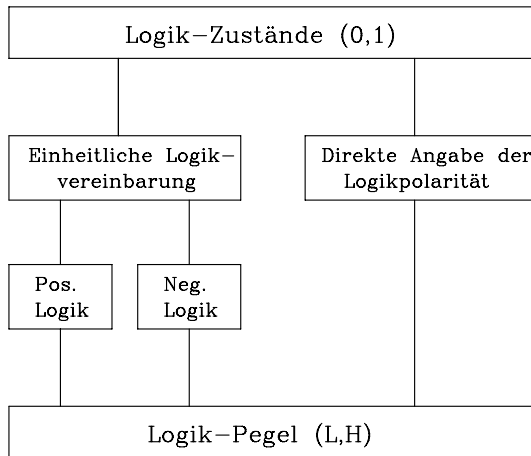 Logik-Zustände (0,1)
Einheitliche Logik-
vereinbarung
Direkte Angabe der
Logikpolarität
Pos.
Logik
Neg.
Logik
Logik-Pegel (L,H)